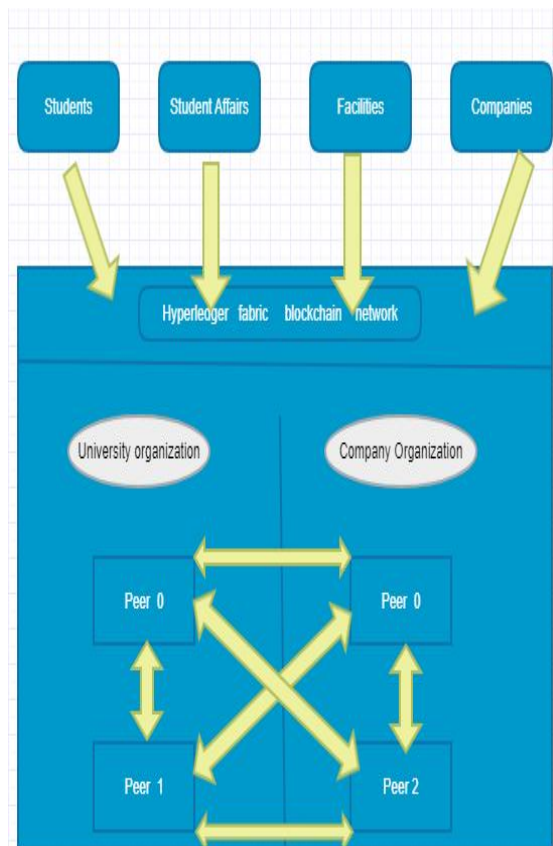 Students
Student Affairs
Facilities
Companies
Hyperleoger fabric blockchain network
University organization
Company Organization
Peer 0
Peer 0
Peer 1
Peer 2